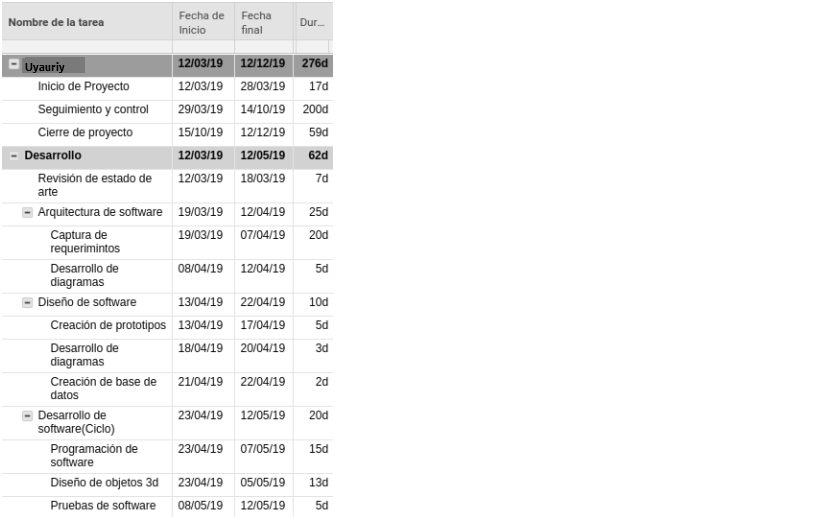 Nombre de la tarea Fecha de Inicio Fecha final Dur...
Uyauriy 12/03/19 12/12/19 276d
Inicio de Proyecto 12/03/19 28/03/19 17d
Seguimiento y control 29/03/19 14/10/19 200d
Cierre de proyecto 15/10/19 12/12/19 59d
Desarrollo 12/03/19 12/05/19 62d
Revisión de estado de 12/03/19 18/03/19 7d
arte
Arquitectura de software 19/03/19 12/04/19 25d
Captura de 19/03/19 07/04/19 20d
requerimintos
Desarrollo de 08/04/19 12/04/19 5d
diagramas
Diseño de software 13/04/19 22/04/19 10d
Creación de prototipos 13/04/19 17/04/19 5d
Desarrollo de 18/04/19 20/04/19 3d
diagramas
Creación de base de 21/04/19 22/04/19 2d
datos
Desarrollo de 23/04/19 12/05/19 20d
software(Ciclo)
Programación de 23/04/19 07/05/19 15d
software
Diseño de objetos 3d 23/04/19 05/05/19 13d
Pruebas de software 08/05/19 12/05/19 5d